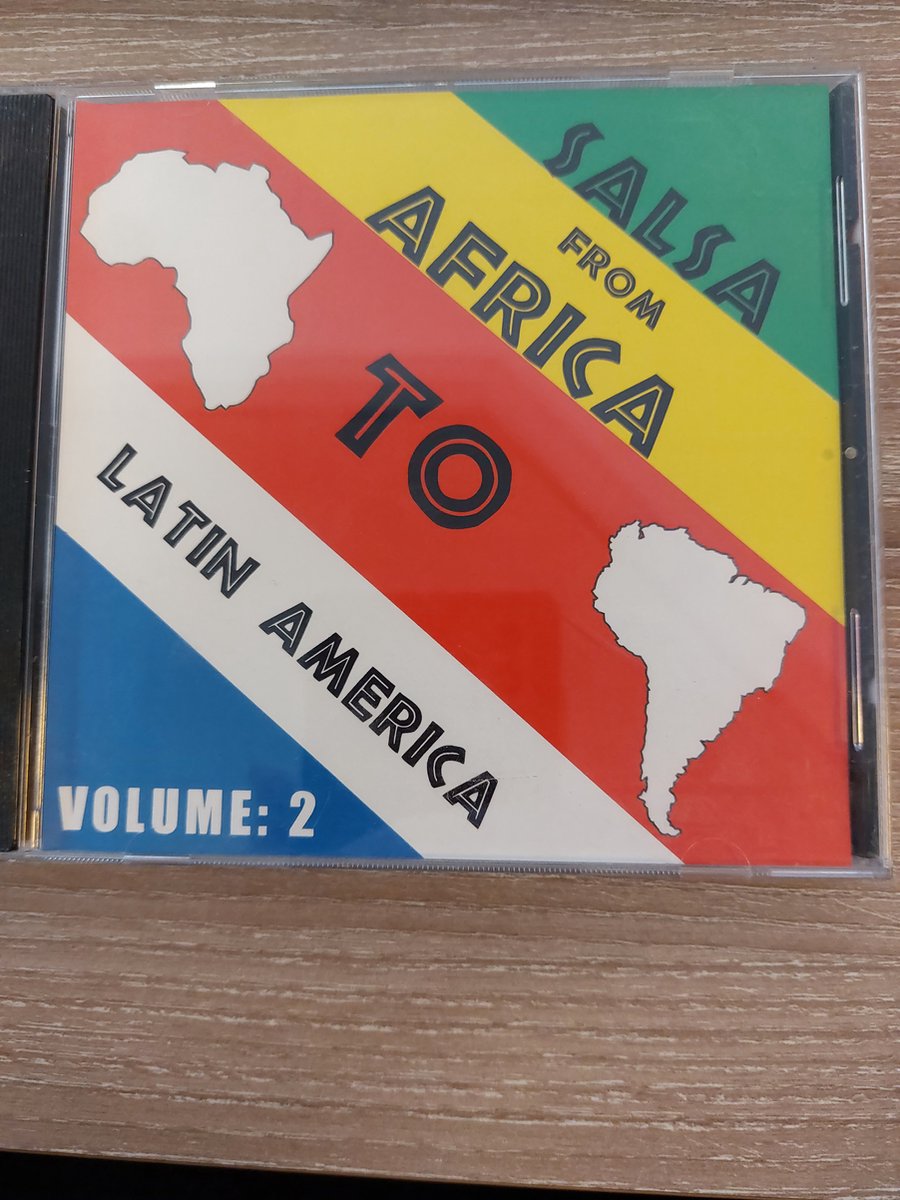 SALSA
FROM
AFRICA
TO
LATIN AMERICA
VOLUME: 2